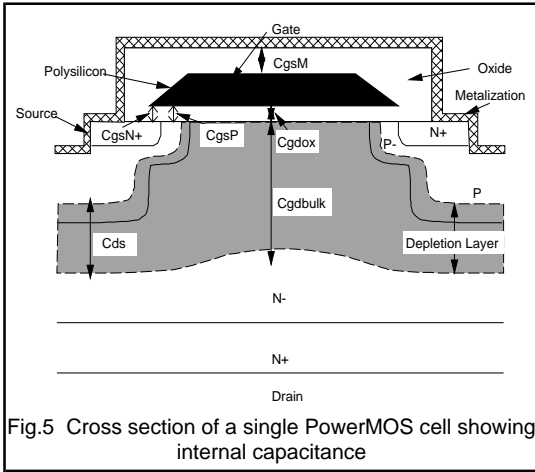 Gate
CgsM
Polysilicon
Oxide
Source
Metalization
CgsN+
CgsP
Cgdox
P-
N+
Cgdbulk
P
Cds
Depletion Layer
N-
N+
Drain
Fig.5 Cross section of a single PowerMOS cell showing
internal capacitance